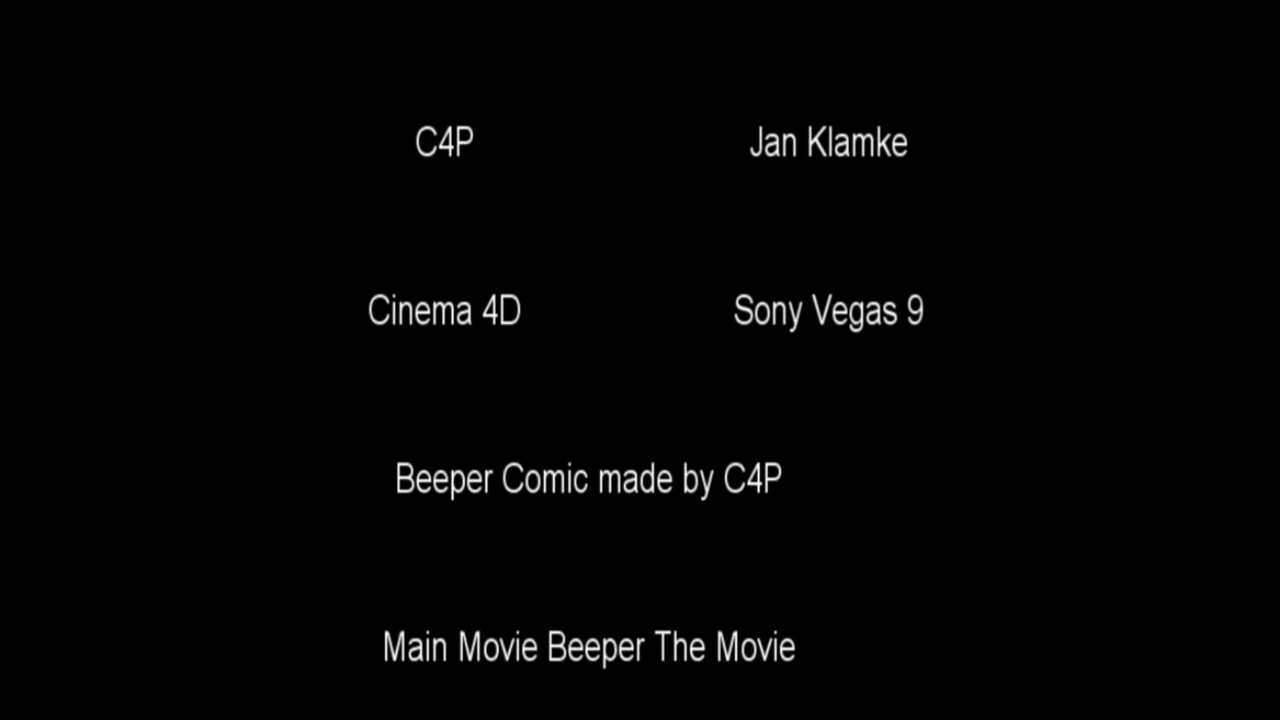 C4P Jan Klamke
Cinema 4D Sony Vegas 9
Beeper Comic made by C4P
Main Movie Beeper The Movie